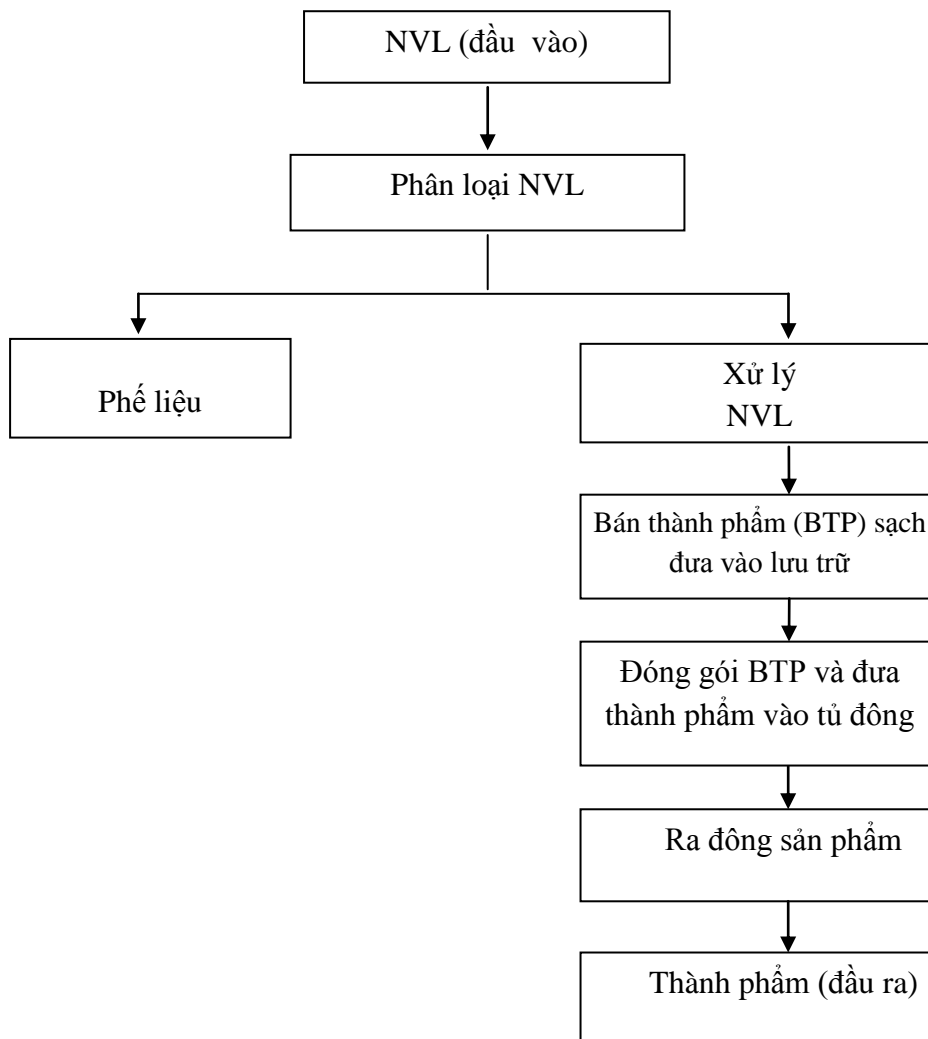 NVL (đầu vào)
Phân loại NVL
Phế liệu
Xử lý
NVL
Bán thành phẩm (BTP) sạch
đưa vào lưu trữ
Đóng gói BTP và đưa
thành phẩm vào tủ đông
Ra đông sản phẩm
Thành phẩm (đầu ra)